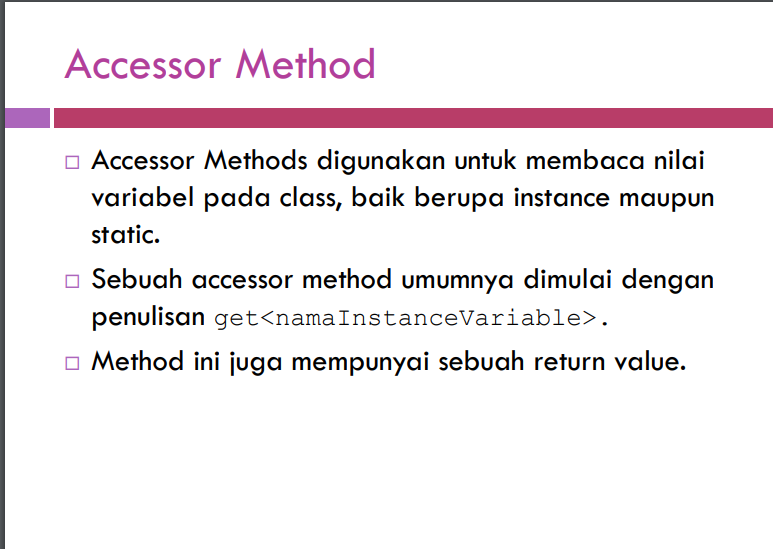 Accessor Method
Accessor Methods digunakan untuk membaca nilai
variabel pada class, baik berupa instance maupun
static.
Sebuah accessor method umumnya dimulai dengan
penulisan get<namaInstanceVariable>.
Method ini juga mempunyai sebuah return value.